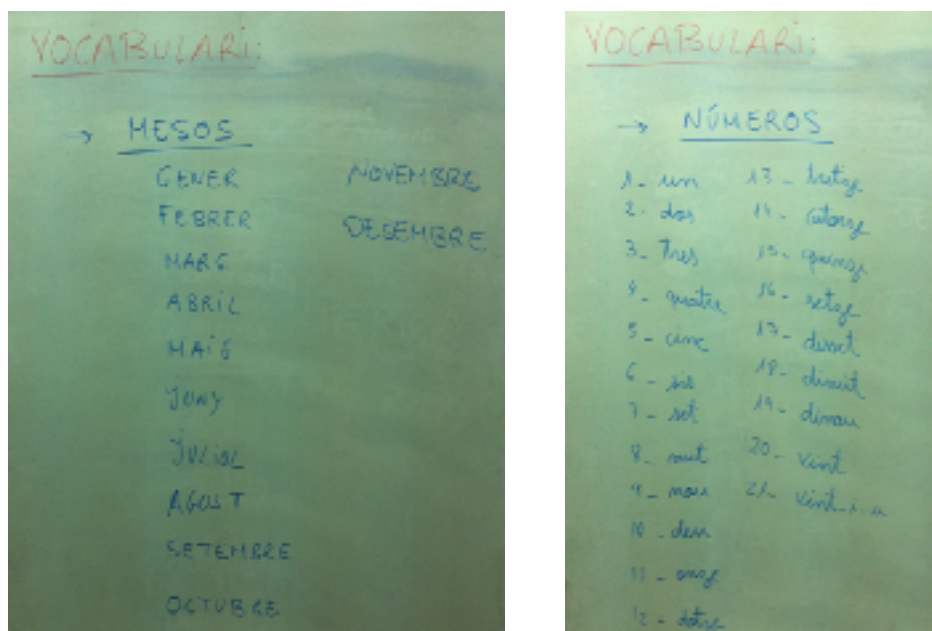 VOCABULARi:
→ MESOS
GENER
FEBRER
MARÇ
ABRiL
MAiG
JUNY
JULiOL
AGOST
SETEMBRE
OCTUBRE
NOVEMBRE
DESEMBRE
VOCABULARi:
→ NÚMEROS
1 - un
2 - dos
3 - Tres
4 - quatre
5 - cinc
6 - sis
7 - set
8 - vuit
9 - nou
10 - deu
11 - onze
12 - dotze
13 - tretze
14 - catorze
15 - quinze
16 - setze
17 - disset
18 - divuit
19 - dinou
20 - vint
21 - vint-i-u